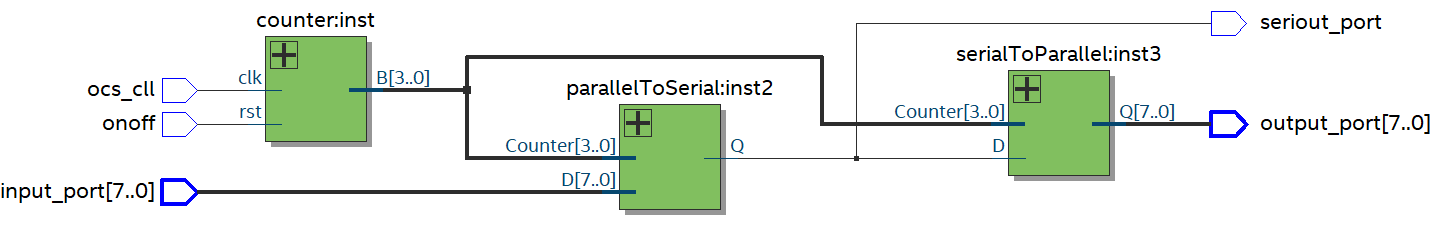 counter:inst
ocs_cll
onoff
clk
rst
B[3..0]
input_port[7..0]
parallelToSerial:inst2
Counter[3..0]
D[7..0]
Q
serialToParallel:inst3
Counter[3..0]
D
Q[7..0]
seriout_port
output_port[7..0]